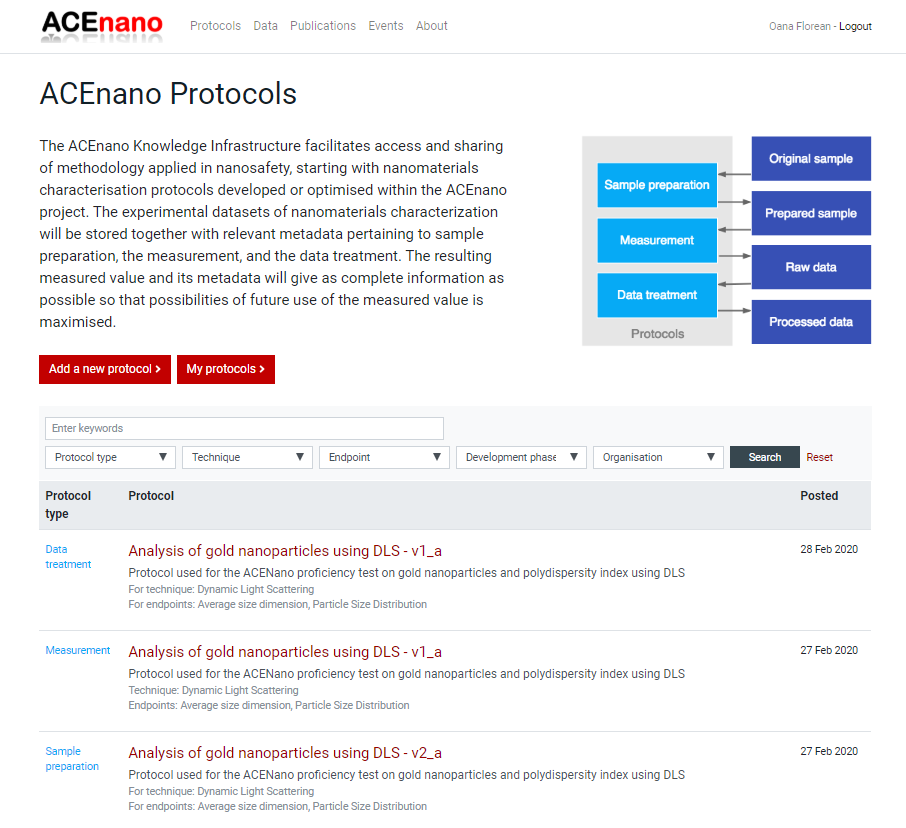 ACEnano
Protocols Data Publications Events About
Oana Florean - Logout
ACEnano Protocols
The ACEnano Knowledge Infrastructure facilitates access and sharing
of methodology applied in nanosafety, starting with nanomaterials
characterisation protocols developed or optimised within the ACEnano
project. The experimental datasets of nanomaterials characterization
will be stored together with relevant metadata pertaining to sample
preparation, the measurement, and the data treatment. The resulting
measured value and its metadata will give as complete information as
possible so that possibilities of future use of the measured value is
maximised.
Original sample
Sample preparation
Prepared sample
Measurement
Raw data
Data treatment
Processed data
Protocols
Add a new protocol >
My protocols >
Enter keywords
Protocol type ▼ Technique ▼ Endpoint ▼ Development phase ▼ Organisation ▼ Search Reset
Protocol
type
Protocol
Posted
Data
treatment
Analysis of gold nanoparticles using DLS - v1_a
28 Feb 2020
Protocol used for the ACENano proficiency test on gold nanoparticles and polydispersity index using DLS
For technique: Dynamic Light Scattering
For endpoints: Average size dimension, Particle Size Distribution
Measurement
Analysis of gold nanoparticles using DLS - v1_a
27 Feb 2020
Protocol used for the ACENano proficiency test on gold nanoparticles and polydispersity index using DLS
Technique: Dynamic Light Scattering
Endpoints: Average size dimension, Particle Size Distribution
Sample
preparation
Analysis of gold nanoparticles using DLS - v2_a
27 Feb 2020
Protocol used for the ACENano proficiency test on gold nanoparticles and polydispersity index using DLS
For technique: Dynamic Light Scattering
For endpoints: Average size dimension, Particle Size Distribution